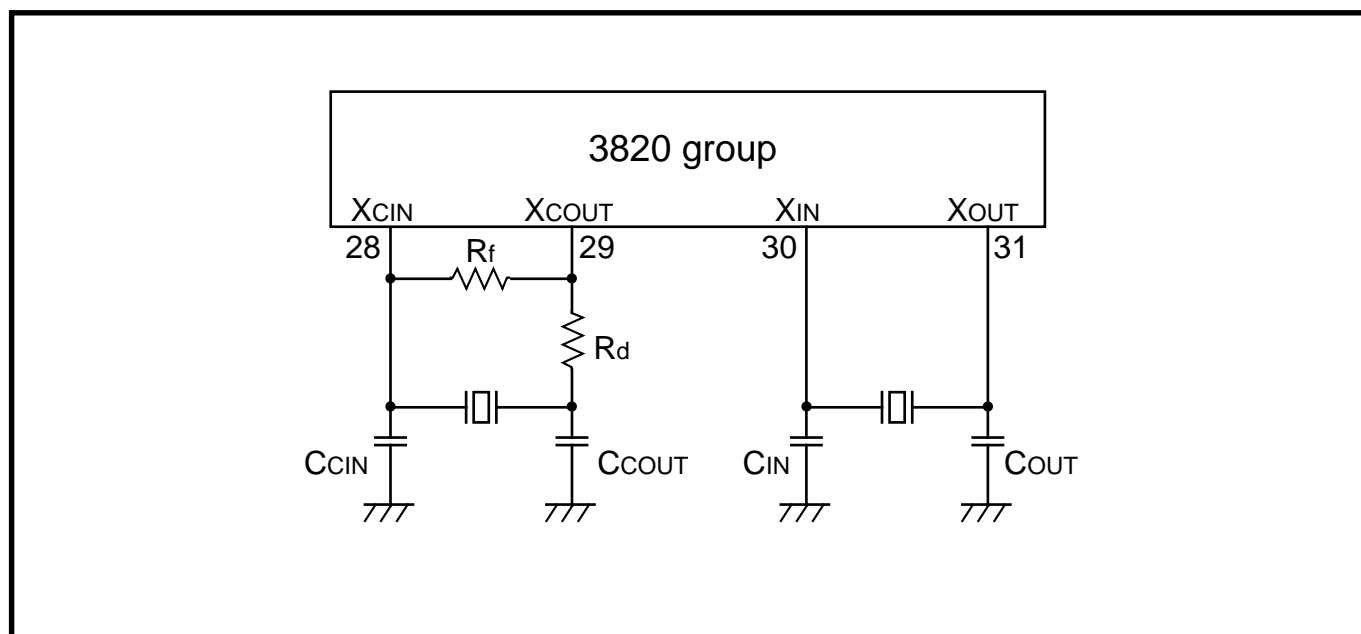 3820 group
XCIN XCOUT XIN XOUT
28 29 30 31
Rf
Rd
CCIN CCOUT CIN COUT